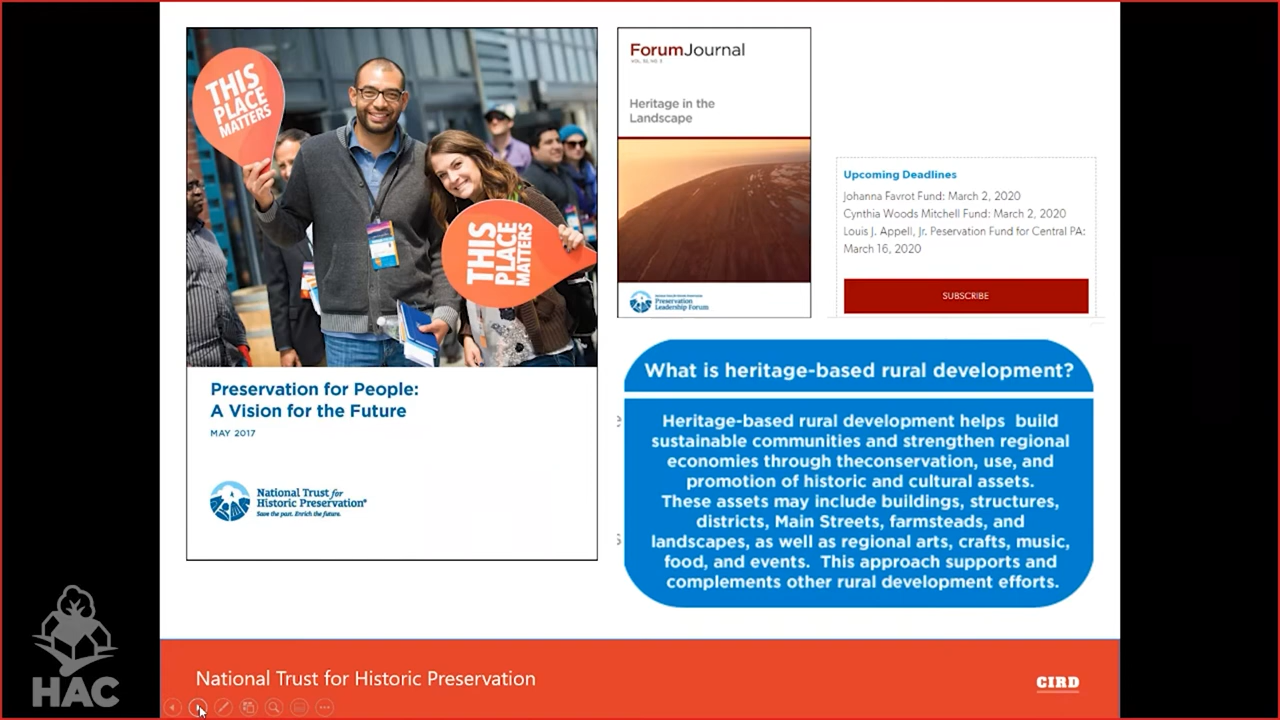 THIS
PLACE
MATTERS
THIS
PLACE
MATTERS
Preservation for People:
A Vision for the Future
MAY 2017
National Trust for
Historic Preservation®
Save the past. Enrich the future.
ForumJournal
Heritage in the
Landscape
Preservation
Leadership Forum
Upcoming Deadlines
Johanna Favrot Fund: March 2, 2020
Cynthia Woods Mitchell Fund: March 2, 2020
Louis J. Appell, Jr. Peservation Fund for Central PA:
March 16, 2020
SUBSCRIBE
What is heritage-based rural development?
Heritage-based rural development helps build
sustainable communities and strengthen regional
economies through theconservation, use, and
promotion of historic and cultural assets.
These assets may include buildings, structures,
districts, Main Streets, farmsteads, and
landscapes, as well as regional arts, crafts, music,
food, and events. This approach supports and
complements other rural development efforts.
National Trust for Historic Preservation
CIRD
HAC